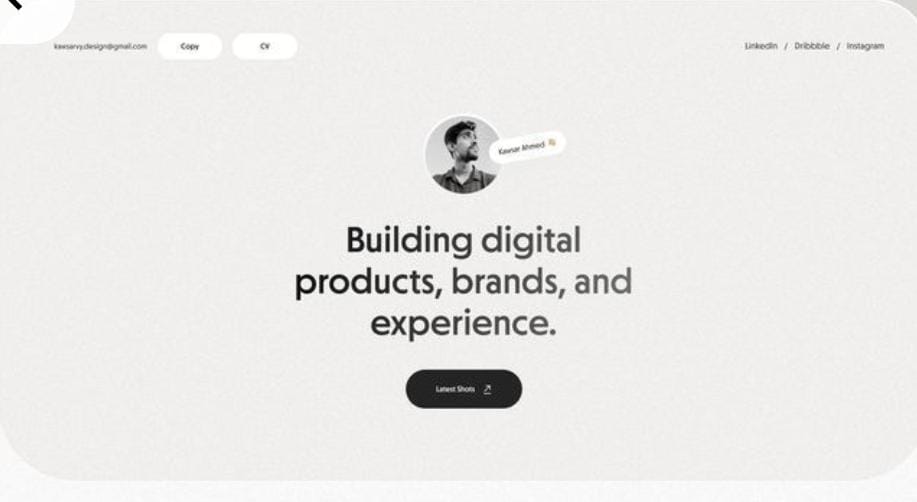 kawsarvy.design@gmail.com Copy CV LinkedIn / Dribbble / Instagram
Kawsar Ahmed 👋🏼
Building digital
products, brands, and
experience.
Latest Shots